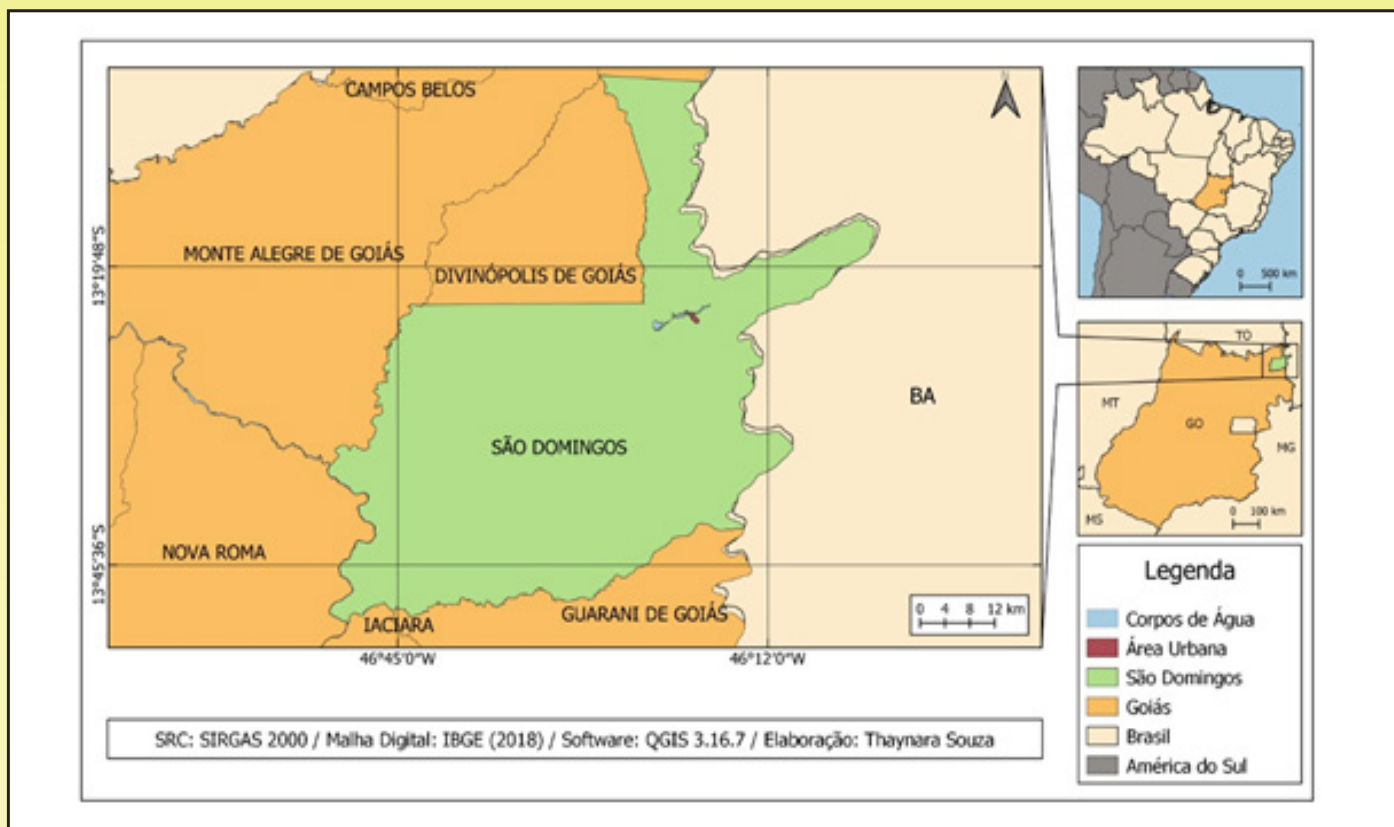 CAMPOS BELOS
MONTE ALEGRE DE GOIÁS
DIVINÓPOLIS DE GOIÁS
SÃO DOMINGOS
BA
NOVA ROMA
IACIARA
GUARANI DE GOIÁS
N
13°19'48"S
13°45'36"S
46°45'0"W
46°12'0"W
0 4 8 12 km
0 500 km
TO
MT
GO
MG
MS
0 100 km
Legenda
Corpos de Água
Área Urbana
São Domingos
Goiás
Brasil
América do Sul
SRC: SIRGAS 2000 / Malha Digital: IBGE (2018) / Software: QGIS 3.16.7 / Elaboração: Thaynara Souza